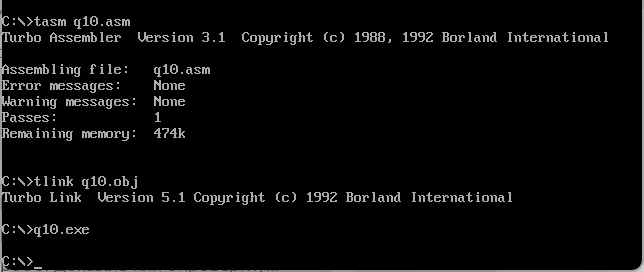 C:\>tasm q10.asm
Turbo Assembler  Version 3.1  Copyright (c) 1988, 1992 Borland International
Assembling file:   q10.asm
Error messages:    None
Warning messages:  None
Passes:            1
Remaining memory:  474k
C:\>tlink q10.obj
Turbo Link  Version 5.1 Copyright (c) 1992 Borland International
C:\>q10.exe
C:\>_